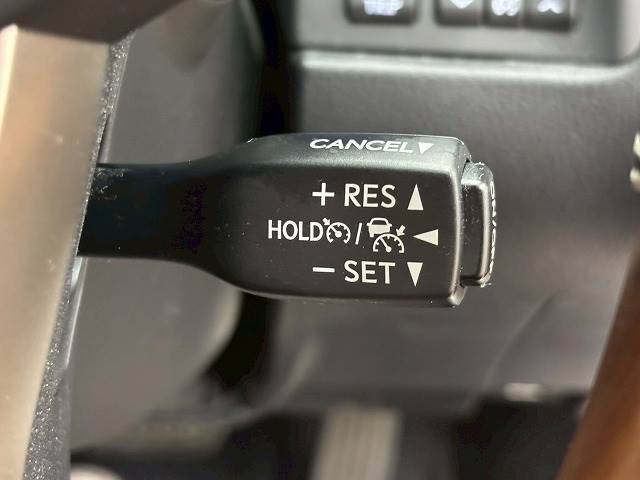 CANCEL▼
+ RES ▲
HOLD / ◄
− SET ▼